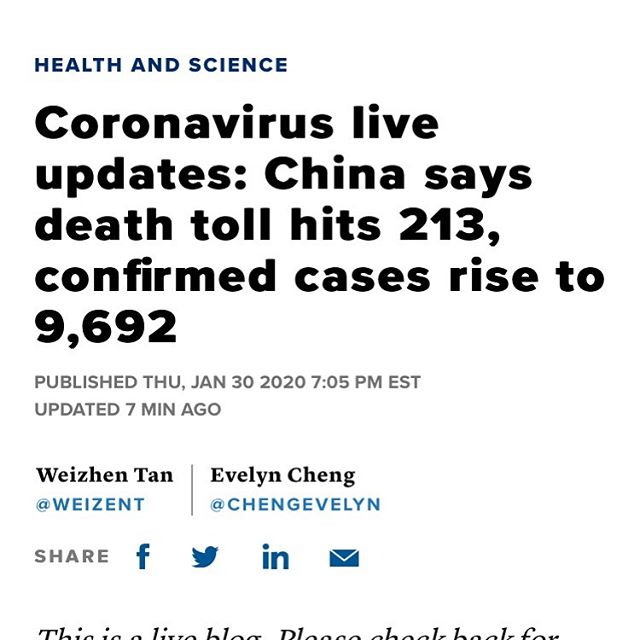 HEALTH AND SCIENCE
Coronavirus live
updates: China says
death toll hits 213,
confirmed cases rise to
9,692
PUBLISHED THU, JAN 30 2020 7:05 PM EST
UPDATED 7 MIN AGO
Weizhen Tan | Evelyn Cheng
@WEIZENT | @CHENGEVELYN
SHARE f in
This is a live blog. Please check back for